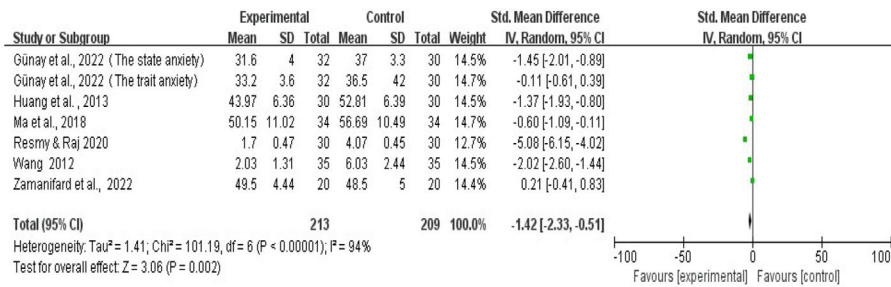 Experimental Control Std. Mean Difference Std. Mean Difference
Study or Subgroup Mean SD Total Mean SD Total Weight IV, Random, 95% CI IV, Random, 95% CI
Günay et al., 2022 (The state anxiety) 31.6 4 32 37 3.3 30 14.5% -1.45 [-2.01, -0.89]
Günay et al., 2022 (The trait anxiety) 33.2 3.6 32 36.5 42 30 14.7% -0.11 [-0.61, 0.39]
Huang et al. , 2013 43.97 6.36 30 52.81 6.39 30 14.5% -1.37 [-1.93, -0.80]
Ma et al., 2018 50.15 11.02 34 56.69 10.49 34 14.7% -0.60 [-1.09, -0.11]
Resmy & Raj 2020 1.7 0.47 30 4.07 0.45 30 12.7% -5.08 [-6.15, -4.02]
Wang 2012 2.03 1.31 35 6.03 2.44 35 14.5% -2.02 [-2.60, -1.44]
Zamanifard et al., 2022 49.5 4.44 20 48.5 5 20 14.4% 0.21 [-0.41, 0.83]
Total (95% CI) 213 209 100.0% -1.42 [-2.33, -0.51]
Heterogeneity: Tau² = 1.41; Chi² = 101.19, df = 6 (P < 0.00001); I² = 94%
Test for overall effect: Z = 3.06 (P = 0.002)
-100 -50 0 50 100
Favours [experimental] Favours [control]